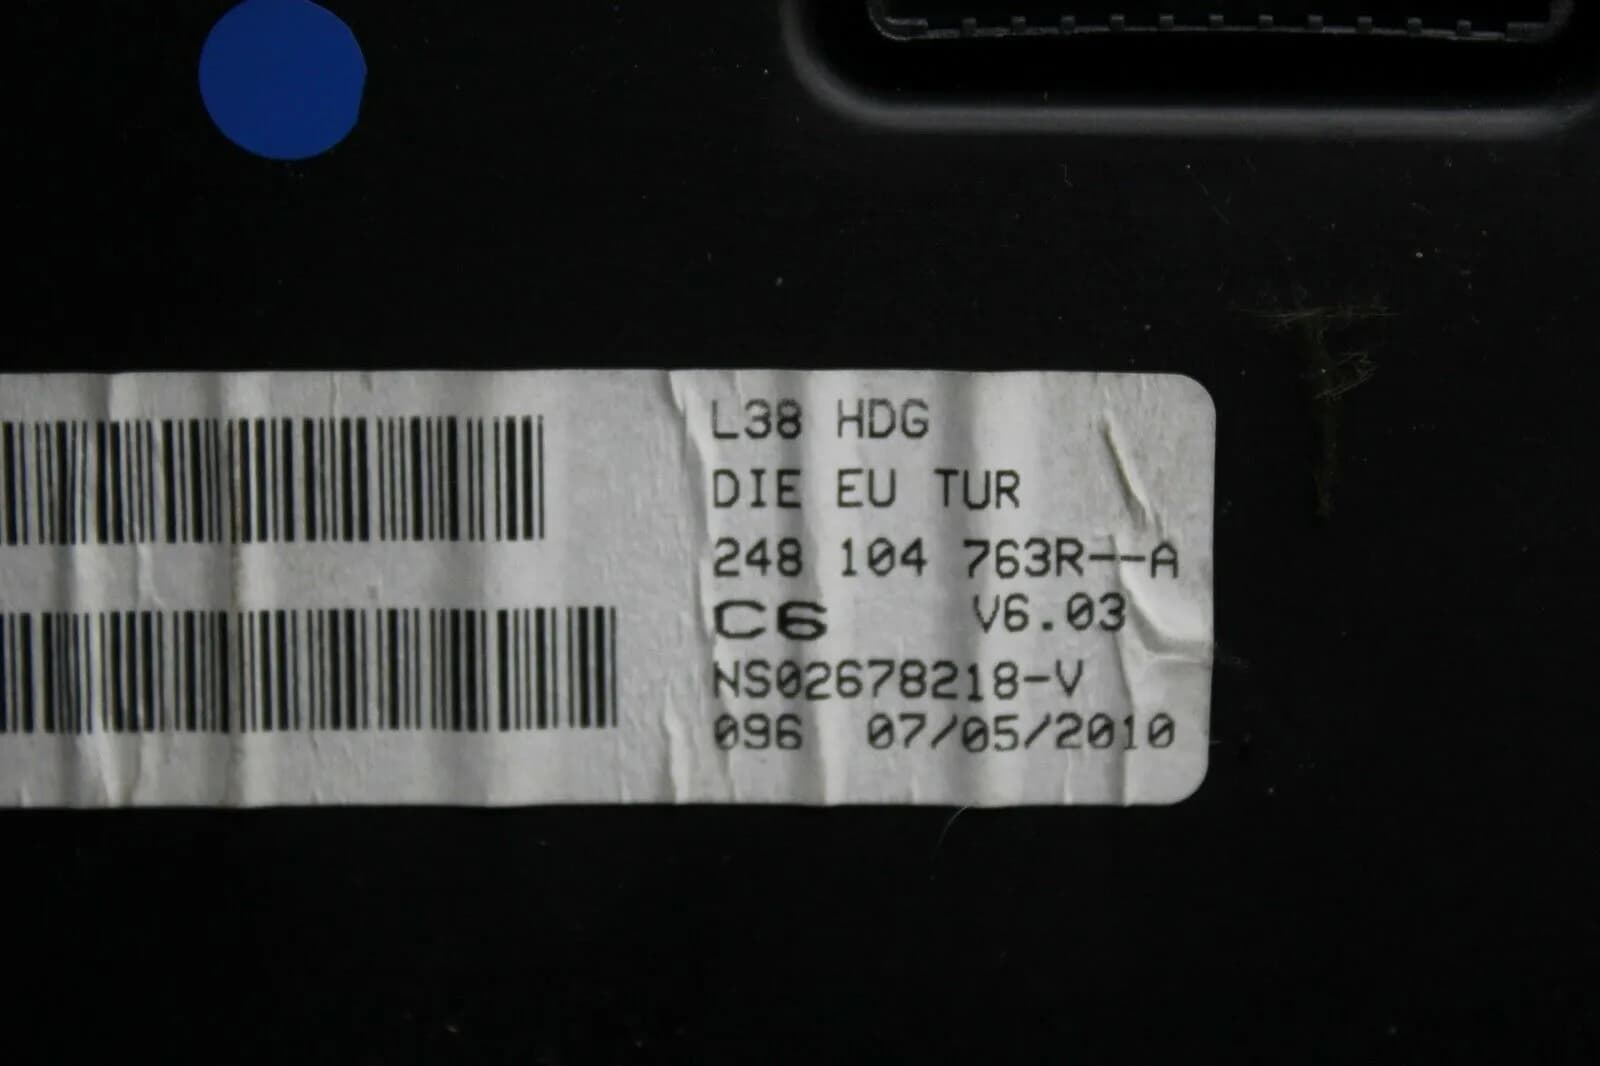 L38 HDG
DIE EU TUR
248 104 763R--A
C6 V6.03
NS02678218-V
096 07/05/2010